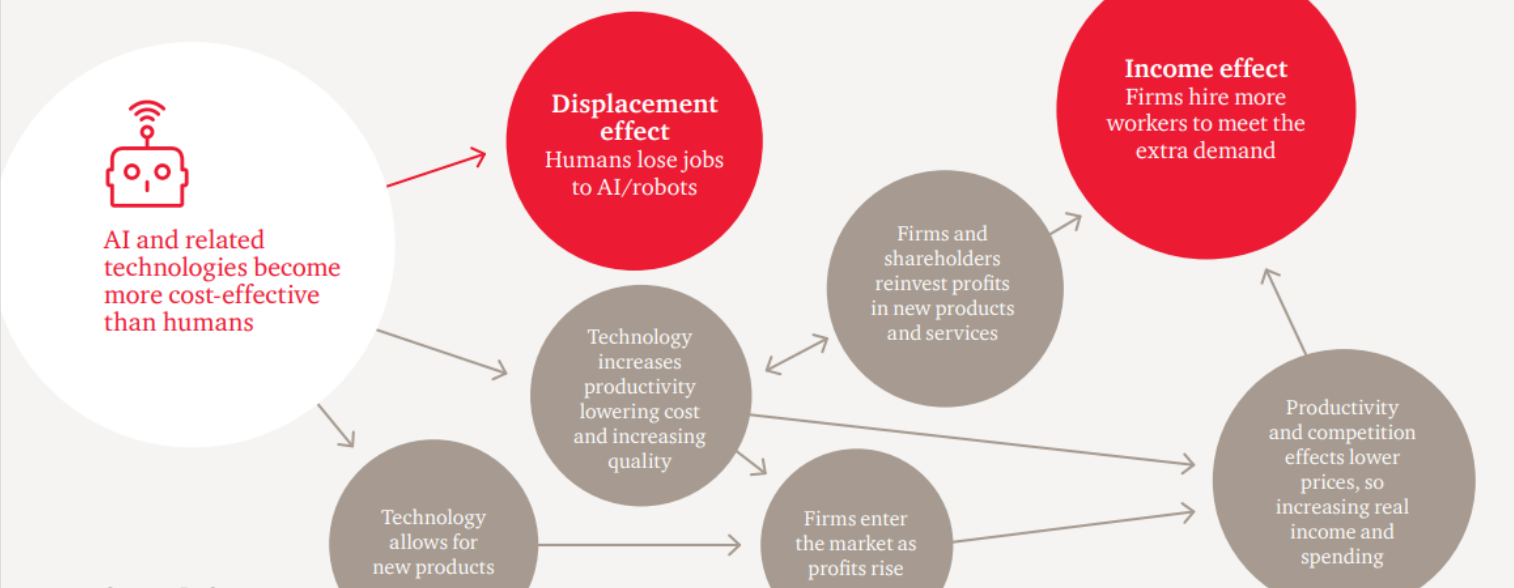 AI and related
technologies become
more cost-effective
than humans
Displacement
effect
Humans lose jobs
to AI/robots
Income effect
Firms hire more
workers to meet the
extra demand
Firms and
shareholders
reinvest profits
in new products
and services
Technology
increases
productivity
lowering cost
and increasing
quality
Productivity
and competition
effects lower
prices, so
increasing real
income and
spending
Technology
allows for
new products
Firms enter
the market as
profits rise